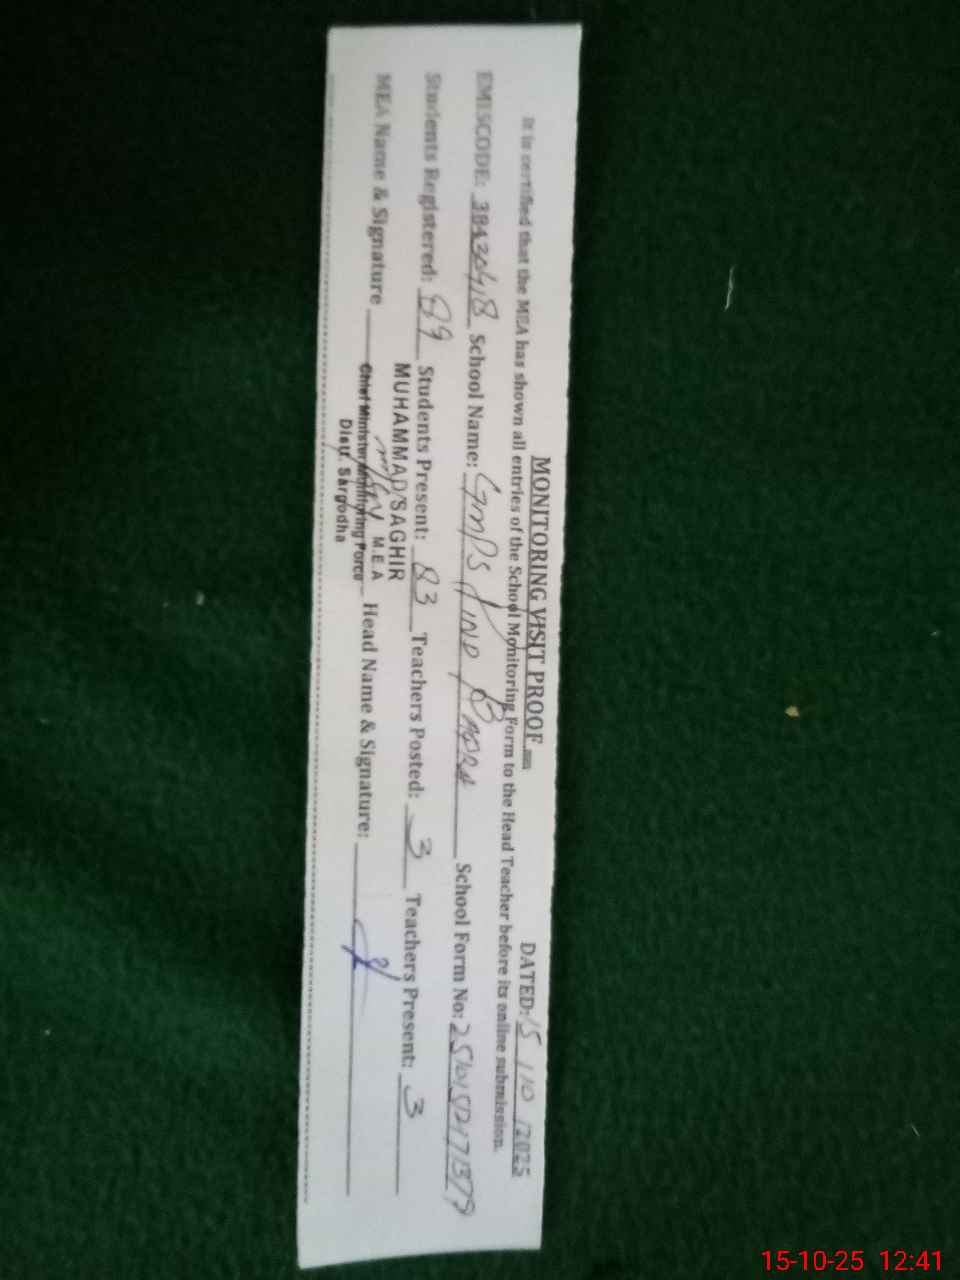 MONITORING VISIT PROOF
DATED: 15 / 10 / 2025
It is certified that the MEA has shown all entries of the School Monitoring Form to the Head Teacher before its online submission.
EMISCODE: 38430418 School Name: GMPS Pind Bapra School Form No:
Students Registered: 89 Students Present: 83 Teachers Posted: 3 Teachers Present: 3
MUHAMMAD SAGHIR
M.E.A
MEA Name & Signature Chief Minister Monitoring Force Head Name & Signature:
Distt. Sargodha
15-10-25 12:41